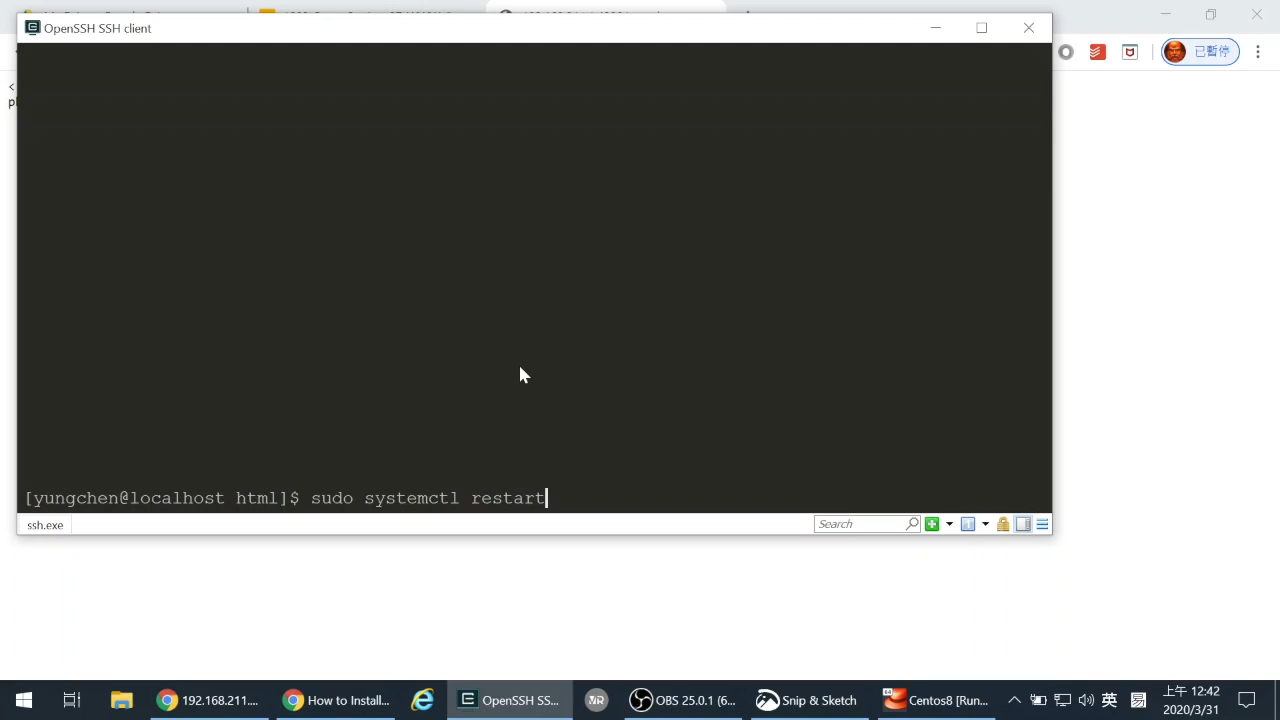 OpenSSH SSH client
已暫停
<
[yungchen@localhost html]$ sudo systemctl restart
ssh.exe
Search
192.168.211....
How to Install...
OpenSSH SS...
OBS 25.0.1 (6...
Snip & Sketch
Centos8 [Run...
英
上午 12:42
2020/3/31